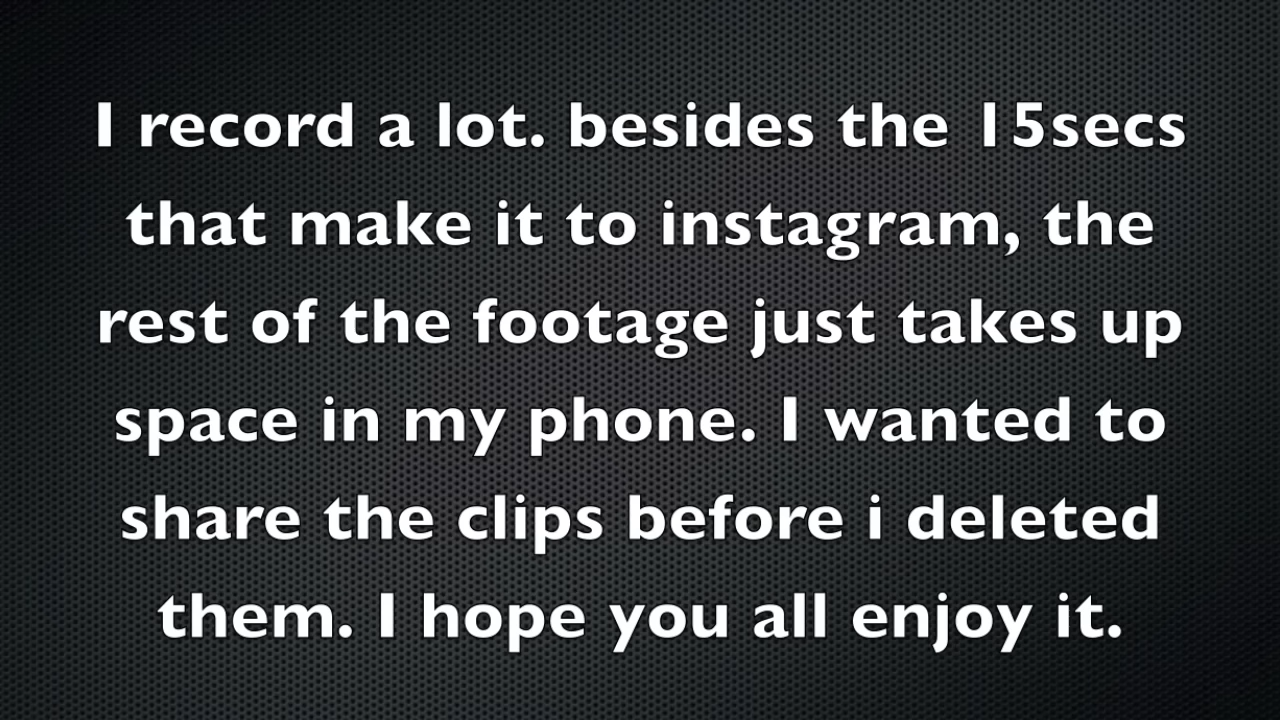 I record a lot. besides the 15secs
that make it to instagram, the
rest of the footage just takes up
space in my phone. I wanted to
share the clips before i deleted
them. I hope you all enjoy it.